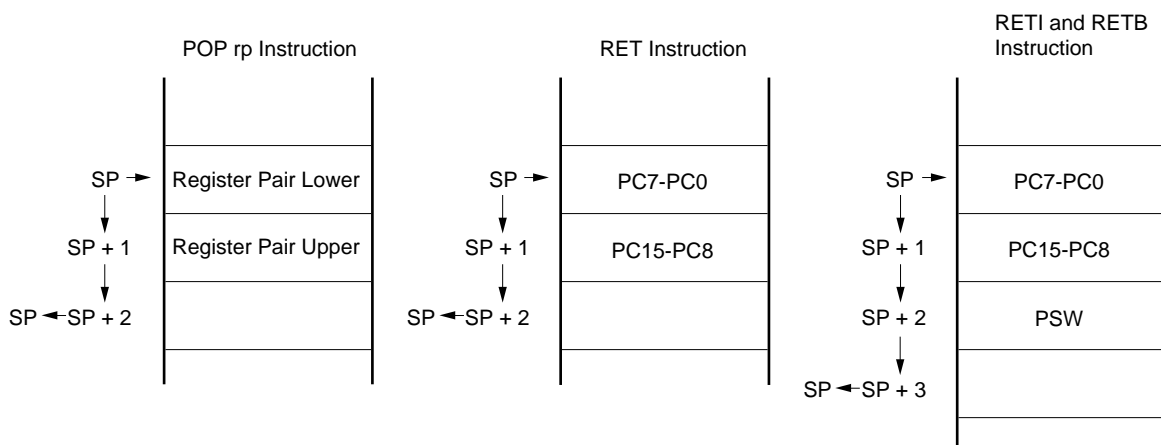 POP rp Instruction
SP
Register Pair Lower
SP + 1
Register Pair Upper
SP
SP + 2
RET Instruction
SP
PC7-PC0
SP + 1
PC15-PC8
SP
SP + 2
RETI and RETB
Instruction
SP
PC7-PC0
SP + 1
PC15-PC8
SP + 2
PSW
SP
SP + 3